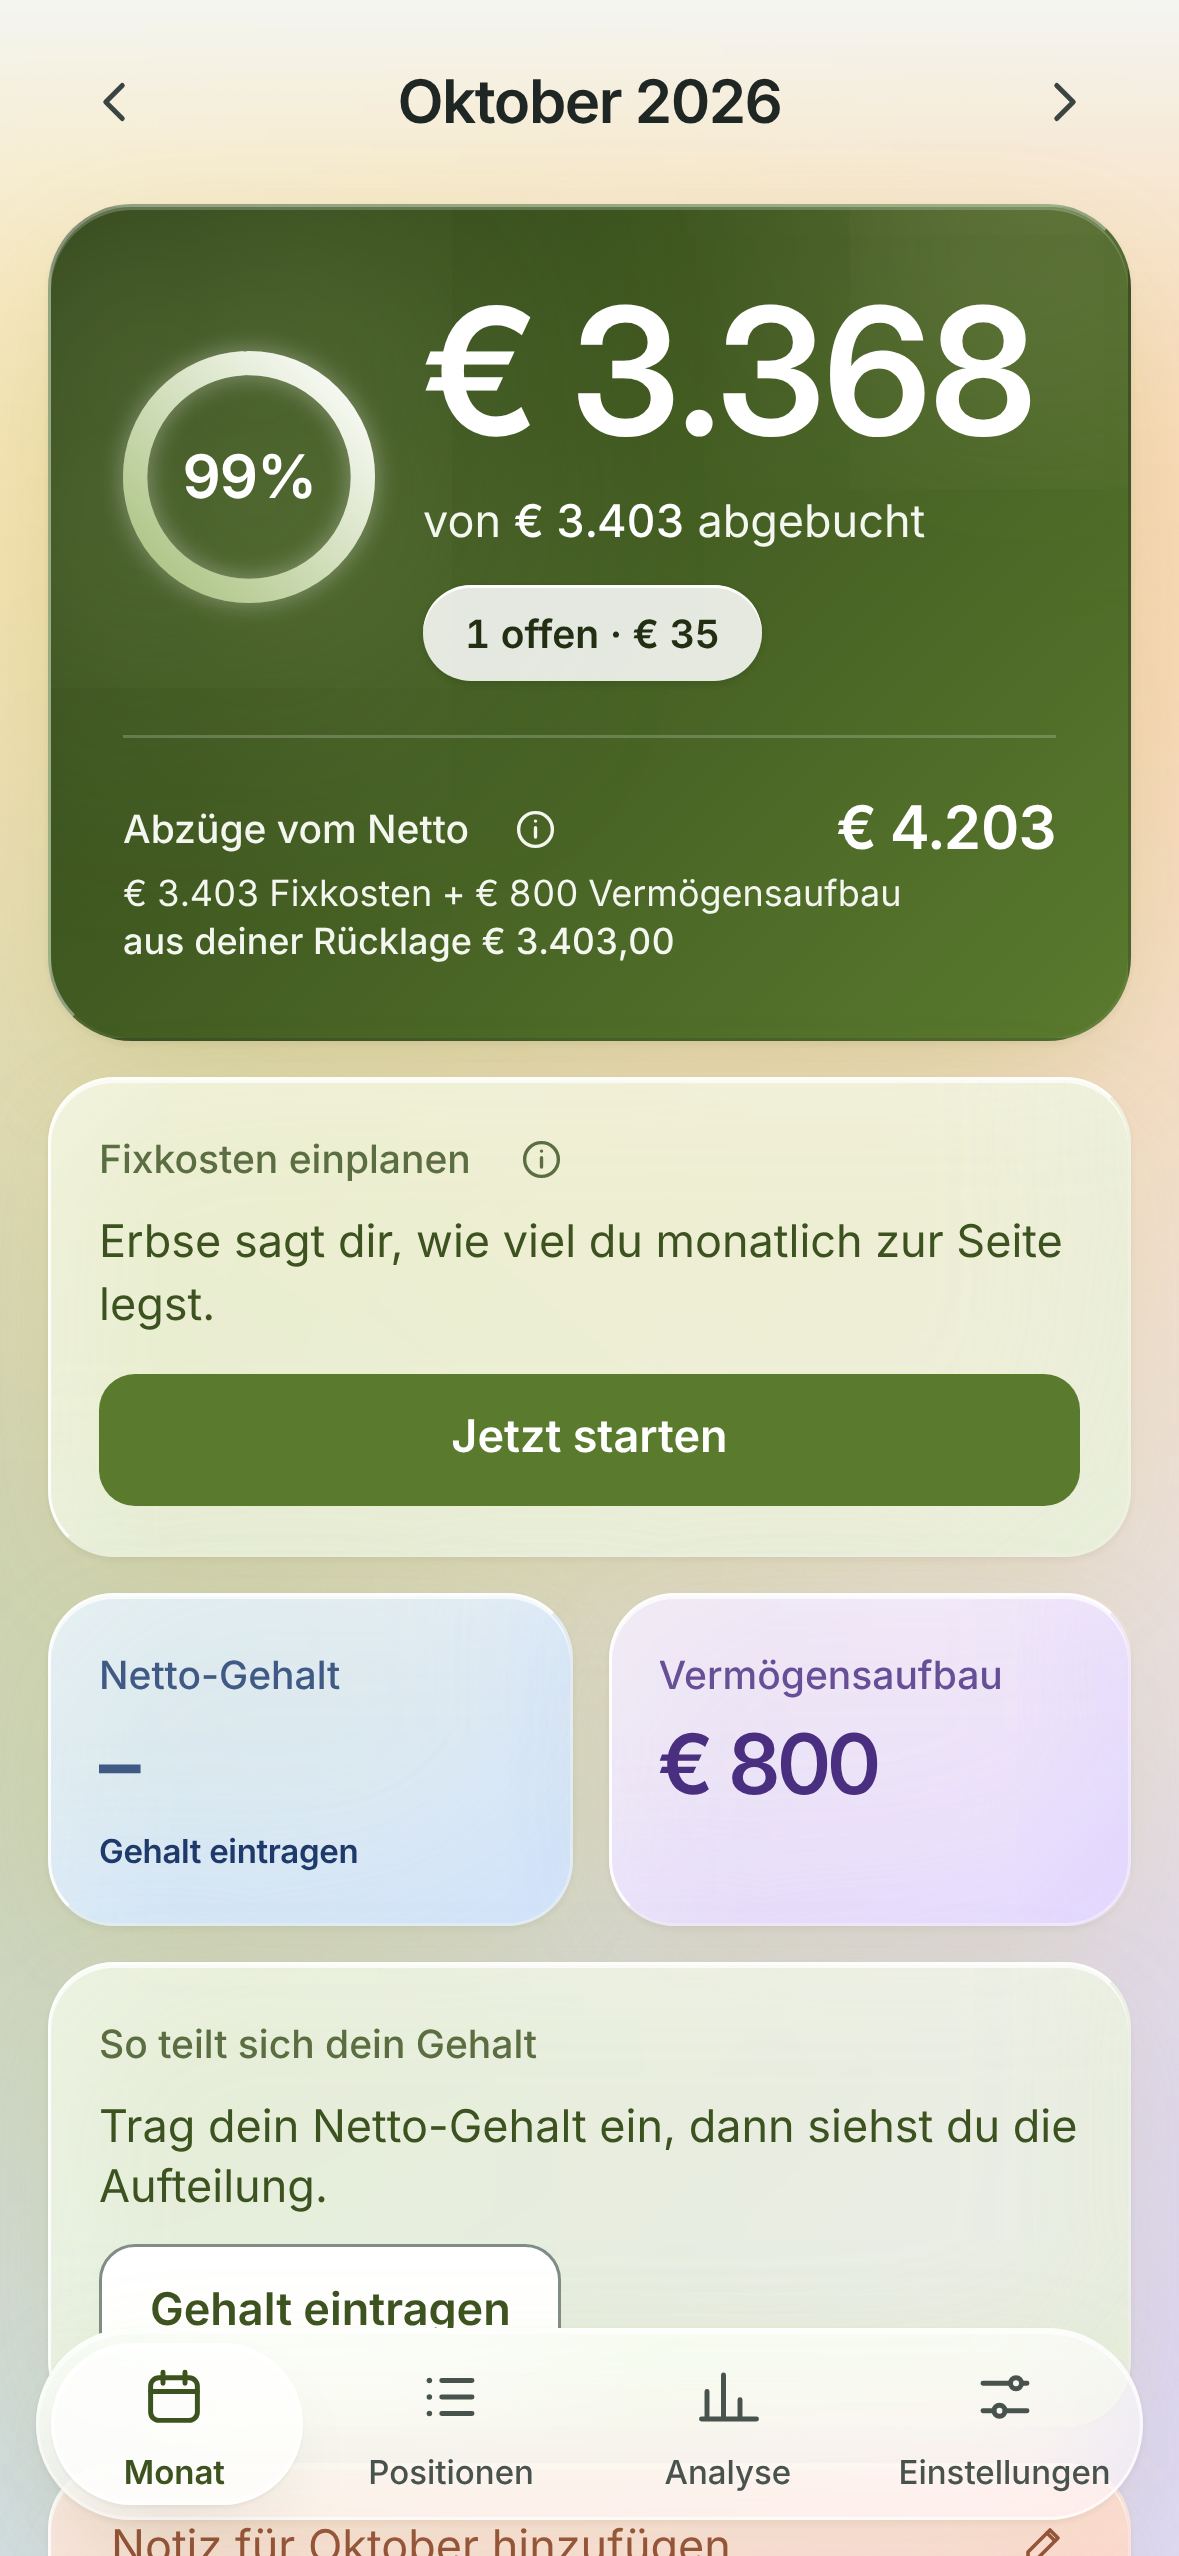 Oktober 2026
99%
€ 3.368
von € 3.403 abgebucht
1 offen · € 35
Abzüge vom Netto
€ 4.203
€ 3.403 Fixkosten + € 800 Vermögensaufbau
aus deiner Rücklage € 3.403,00
Fixkosten einplanen
Erbse sagt dir, wie viel du monatlich zur Seite
legst.
Jetzt starten
Netto-Gehalt
–
Gehalt eintragen
Vermögensaufbau
€ 800
So teilt sich dein Gehalt
Trag dein Netto-Gehalt ein, dann siehst du die
Aufteilung.
Gehalt eintragen
Monat
Positionen
Analyse
Einstellungen
Notiz für Oktober hinzufügen